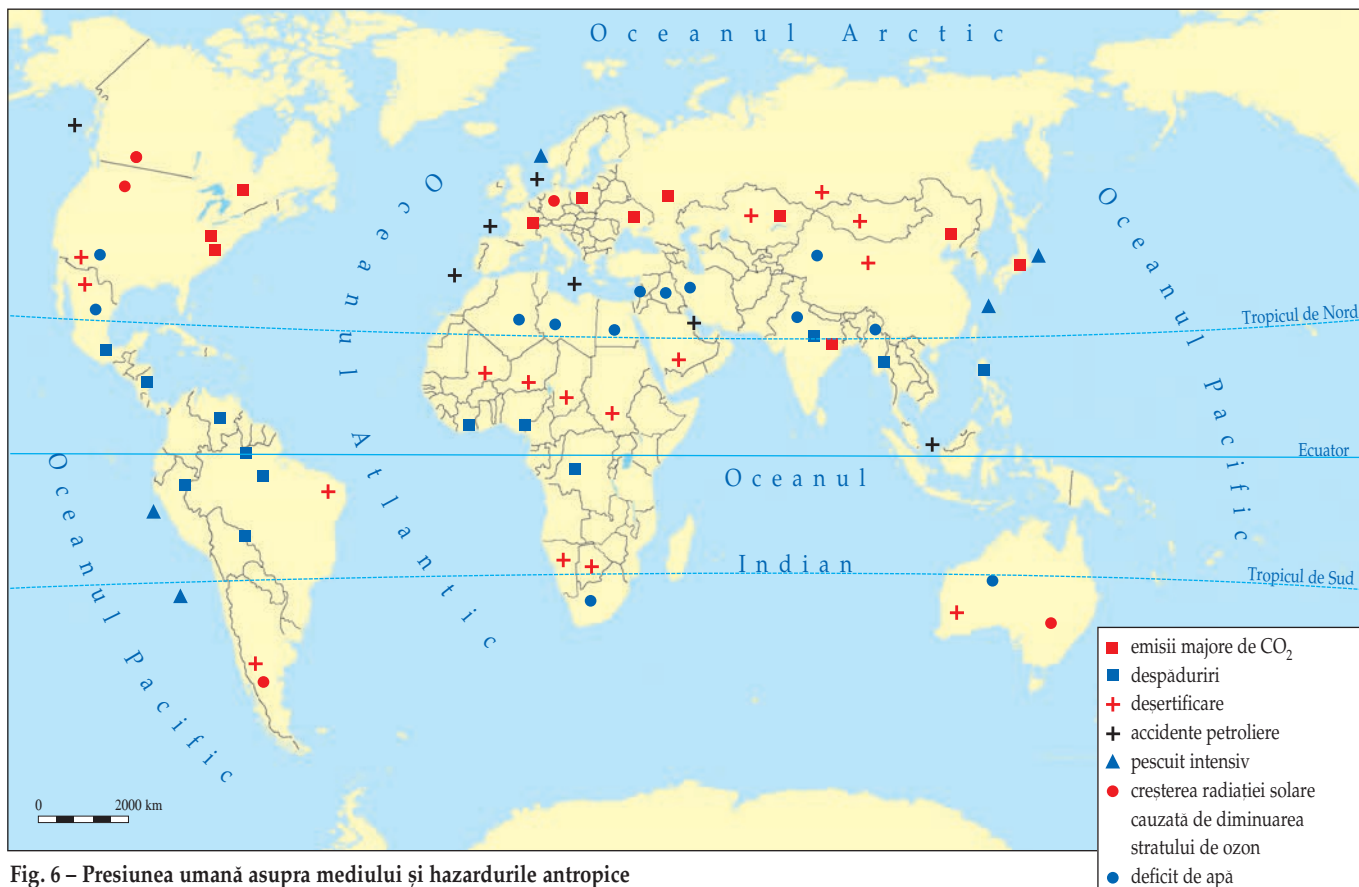 Oceanul Arctic
Oceanul Atlantic
Oceanul Pacific
Tropicul de Nord
Ecuator
Oceanul
Indian
Oceanul Pacific
Tropicul de Sud
emisii majore de CO₂
despăduriri
deșertificare
accidente petroliere
pescuit intensiv
creșterea radiației solare
cauzată de diminuarea
stratului de ozon
deficit de apă
0 2000 km
Fig. 6 – Presiunea umană asupra mediului și hazardurile antropice